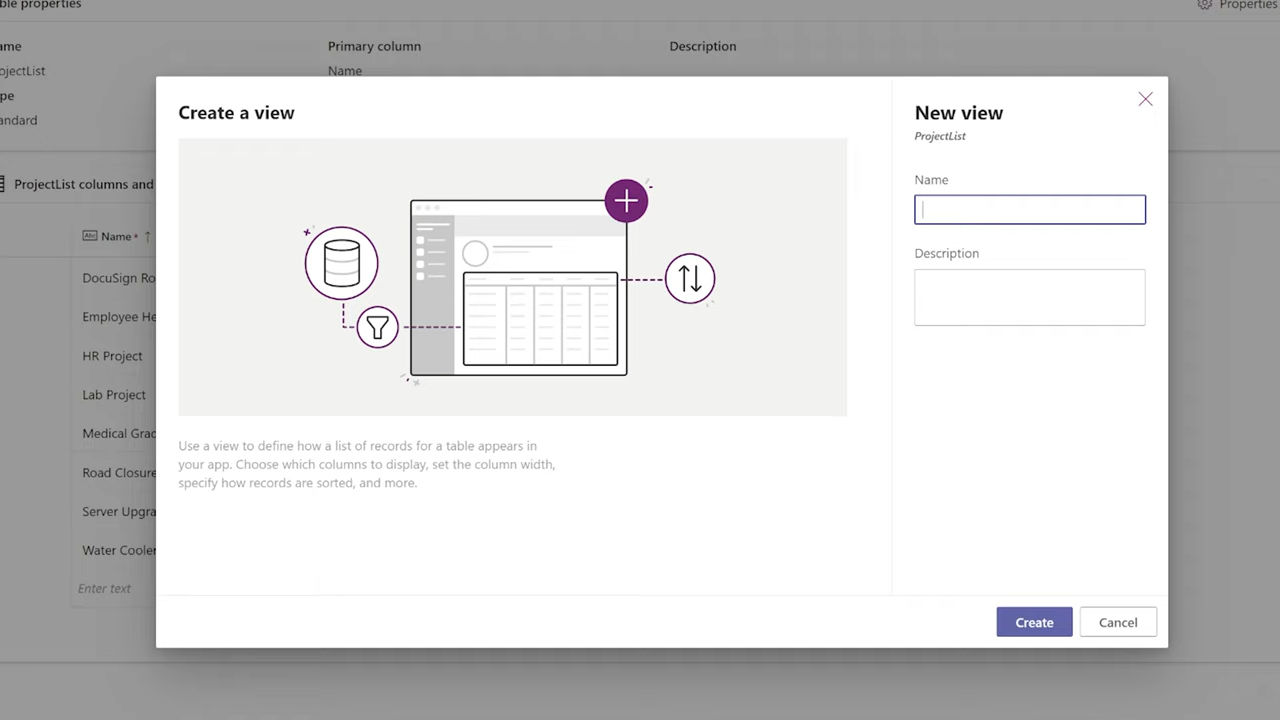 ble properties
Properties
ame
Primary column
Description
ojectList
Name
pe
andard
ProjectList columns and
Abc Name * ↑
DocuSign Ro
Employee He
HR Project
Lab Project
Medical Grad
Road Closure
Server Upgra
Water Cooler
Enter text
Create a view
Use a view to define how a list of records for a table appears in
your app. Choose which columns to display, set the column width,
specify how records are sorted, and more.
New view
ProjectList
Name
Description
Create
Cancel